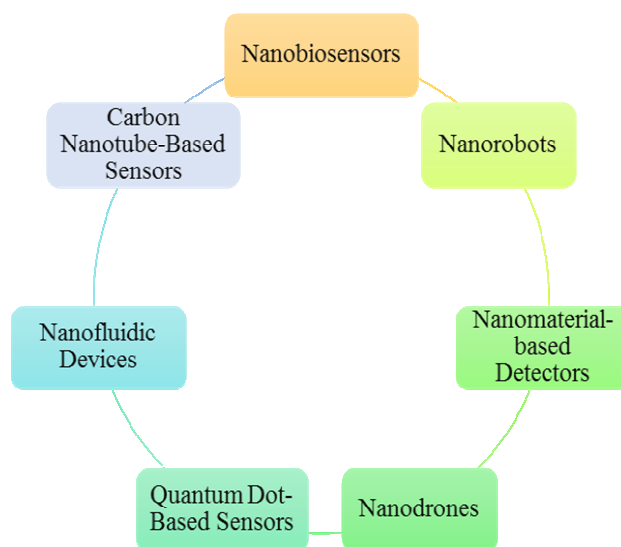 Nanobiosensors
Nanorobots
Nanomaterial-
based
Detectors
Nanodrones
Quantum Dot-
Based Sensors
Nanofluidic
Devices
Carbon
Nanotube-Based
Sensors